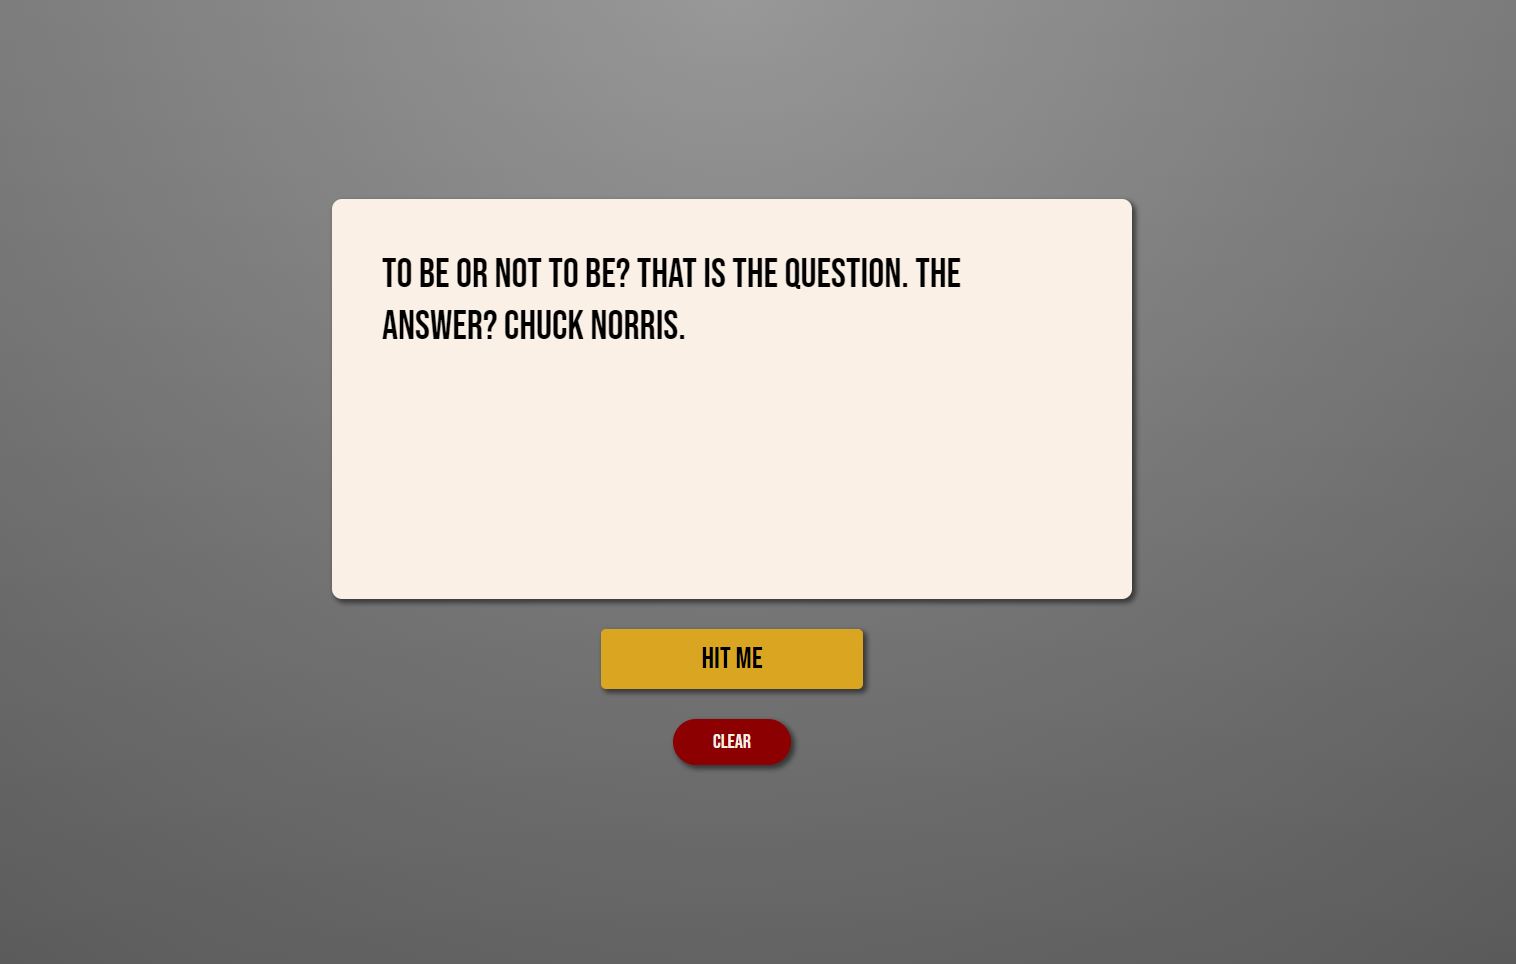 TO BE OR NOT TO BE? THAT IS THE QUESTION. THE
ANSWER? CHUCK NORRIS.
HIT ME
CLEAR